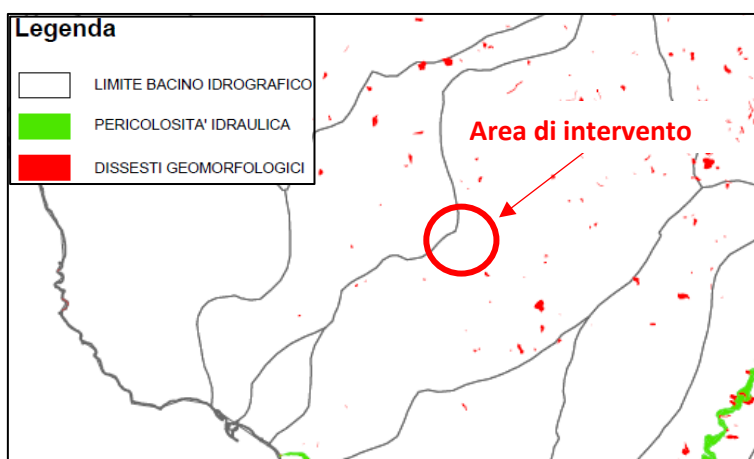 Legenda
LIMITE BACINO IDROGRAFICO
PERICOLOSITA' IDRAULICA
DISSESTI GEOMORFOLOGICI
Area di intervento